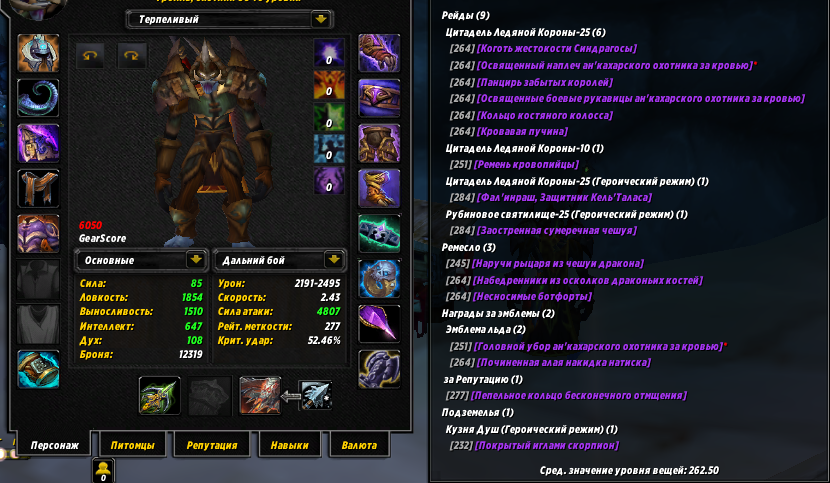 Терпеливый
0
0
0
0
0
6050
GearScore
Основные
Дальний бой
Сила: 85
Ловкость: 1854
Выносливость: 1510
Интеллект: 647
Дух: 108
Броня: 12319
Урон: 2191-2495
Скорость: 2.43
Сила атаки: 4807
Рейт. меткости: 277
Крит. удар: 52.46%
Персонаж
Питомцы
Репутация
Навыки
Валюта
0
Рейды (9)
Цитадель Ледяной Короны-25 (6)
[264] [Коготь жестокости Синдрагосы]
[264] [Освященный наплеч ан'кахарского охотника за кровью]*
[264] [Панцирь забытых королей]
[264] [Освященные боевые рукавицы ан'кахарского охотника за кровью]
[264] [Кольцо костяного колосса]
[264] [Кровавая пучина]
Цитадель Ледяной Короны-10 (1)
[251] [Ремень кровопийцы]
Цитадель Ледяной Короны-25 (Героический режим) (1)
[284] [Фал'инраш, Защитник Кель'Таласа]
Рубиновое святилище-25 (Героический режим) (1)
[284] [Заостренная сумеречная чешуя]
Ремесло (3)
[245] [Наручи рыцаря из чешуи дракона]
[264] [Набедренники из осколков драконьих костей]
[264] [Несносимые ботфорты]
Награды за эмблемы (2)
Эмблема льда (2)
[251] [Головной убор ан'кахарского охотника за кровью]*
[264] [Починенная алая накидка натиска]
за Репутацию (1)
[277] [Пепельное кольцо бесконечного отмщения]
Подземелья (1)
Кузня Душ (Героический режим) (1)
[232] [Покрытый иглами скорпион]
Сред. значение уровня вещей: 262.50